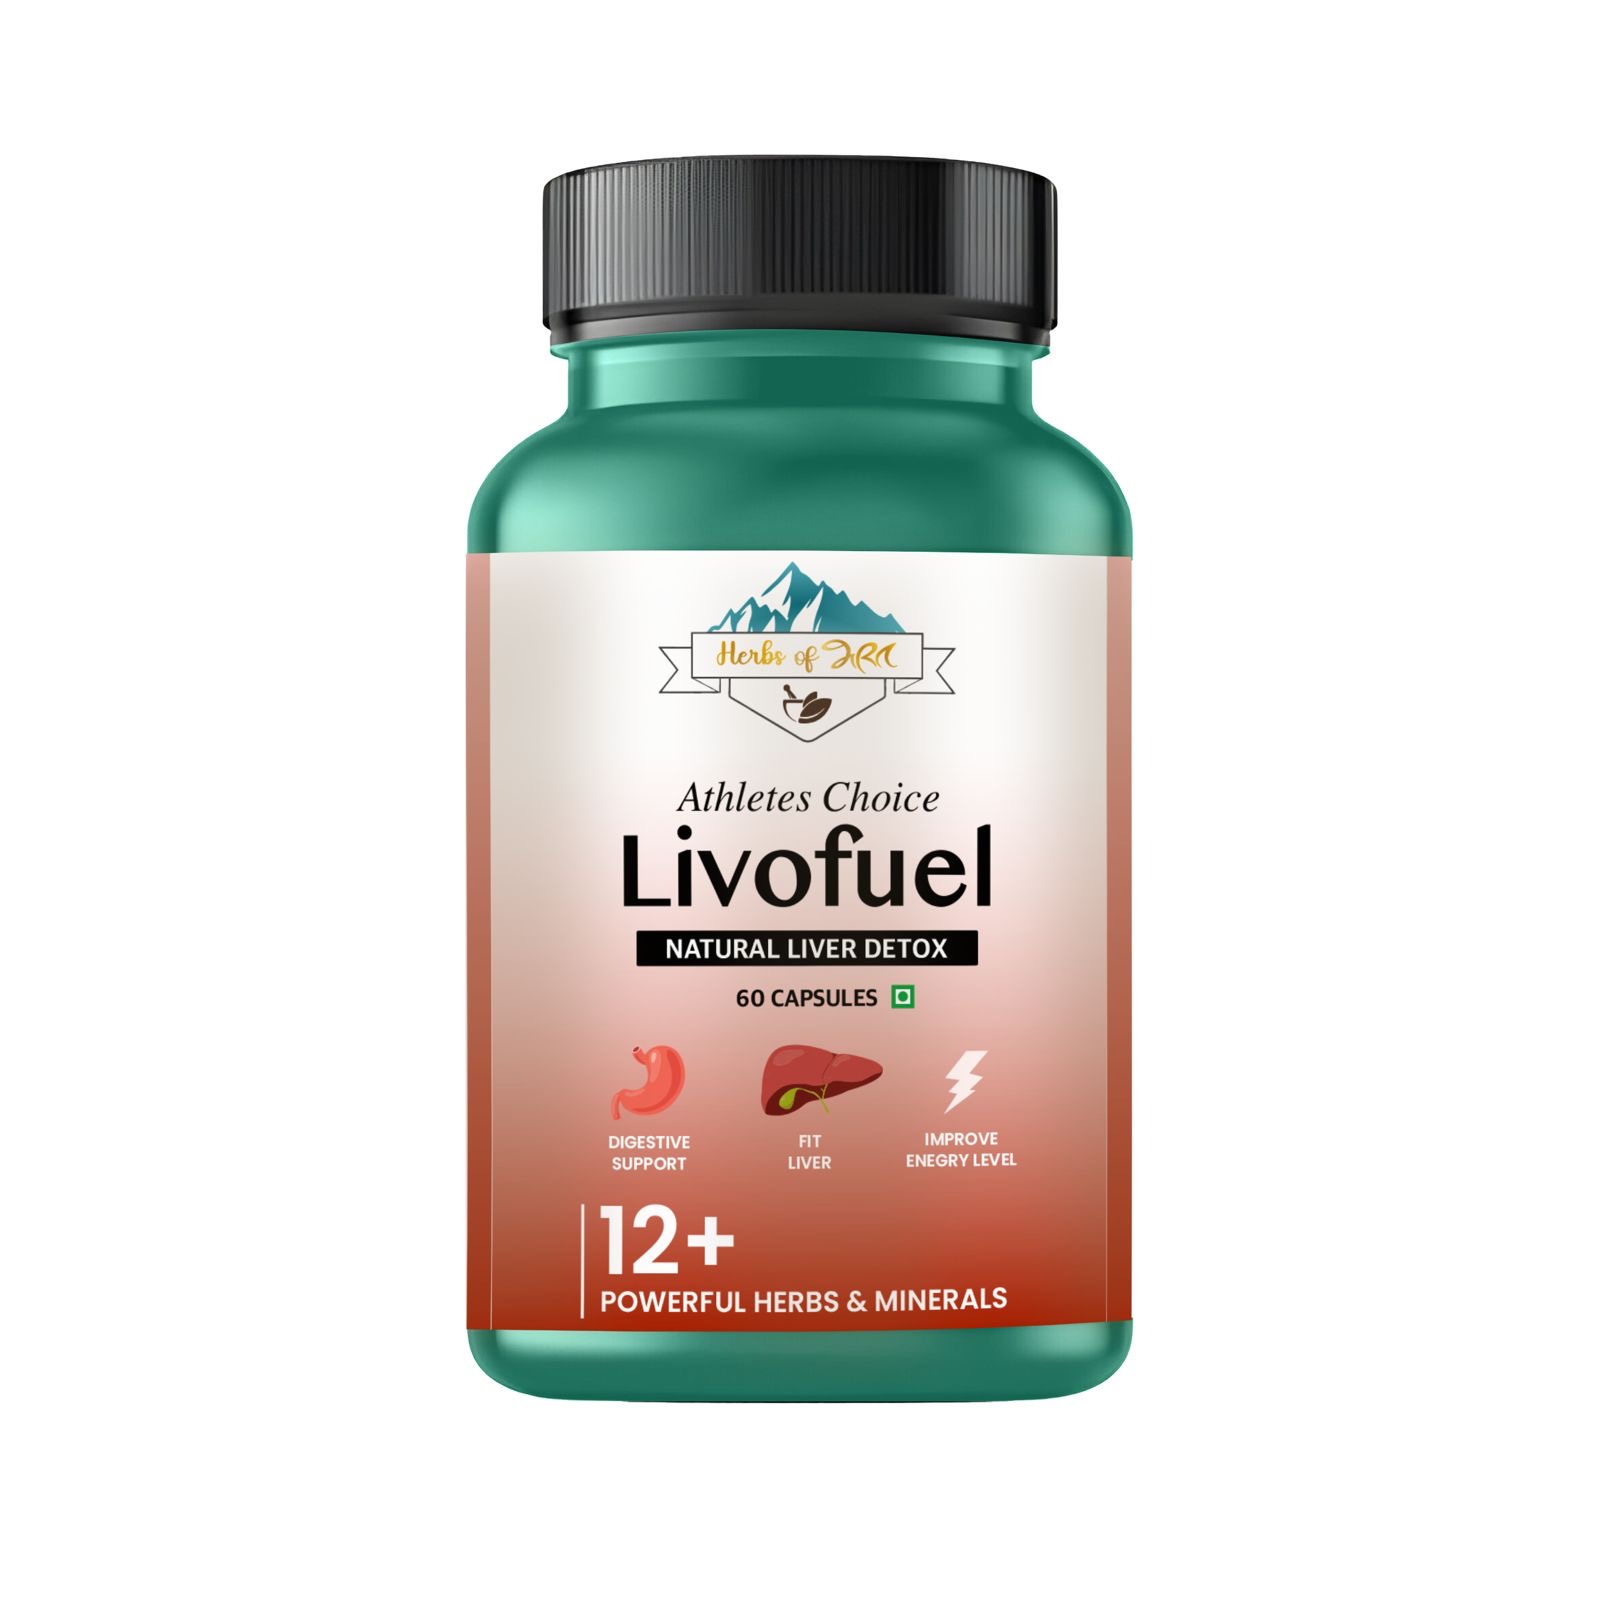 Herbs of भारत
Athletes Choice
Livofuel
NATURAL LIVER DETOX
60 CAPSULES
DIGESTIVE
SUPPORT
FIT
LIVER
IMPROVE
ENEGRY LEVEL
12+
POWERFUL HERBS & MINERALS